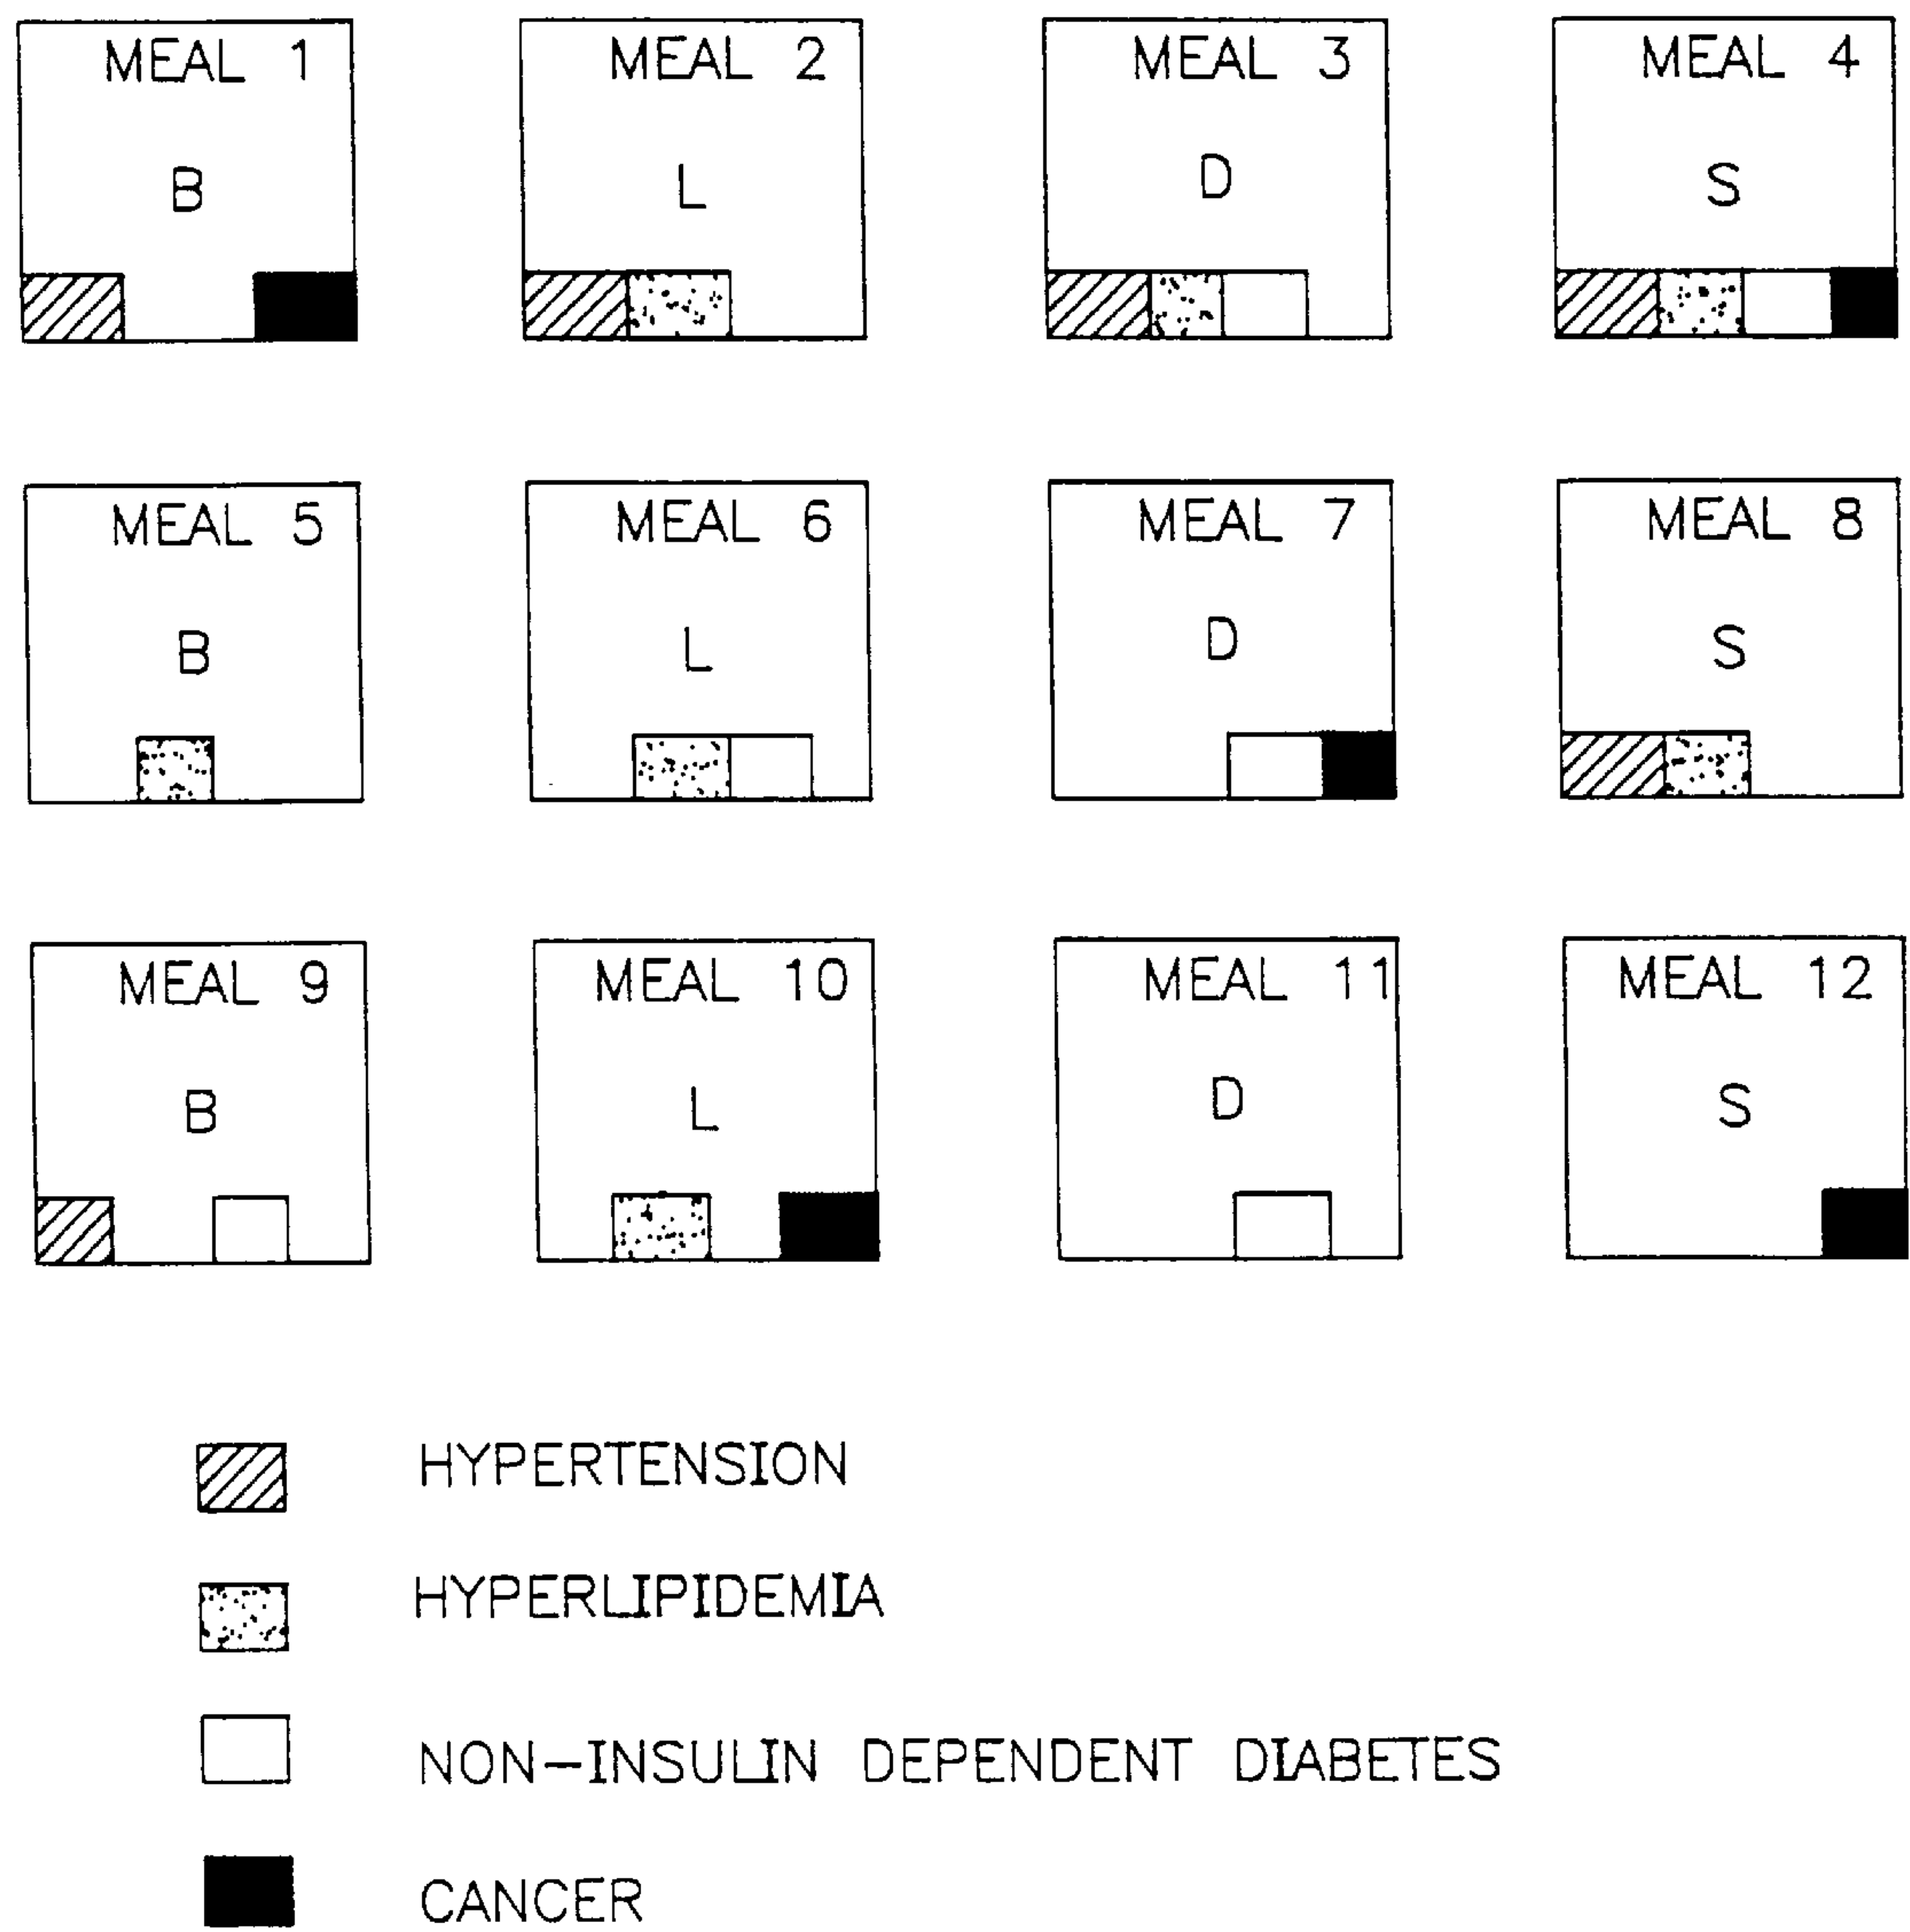 MEAL 1
B
MEAL 2
L
MEAL 3
D
MEAL 4
S
MEAL 5
B
MEAL 6
L
MEAL 7
D
MEAL 8
S
MEAL 9
B
MEAL 10
L
MEAL 11
D
MEAL 12
S
HYPERTENSION
HYPERLIPIDEMIA
NON-INSULIN DEPENDENT DIABETES
CANCER